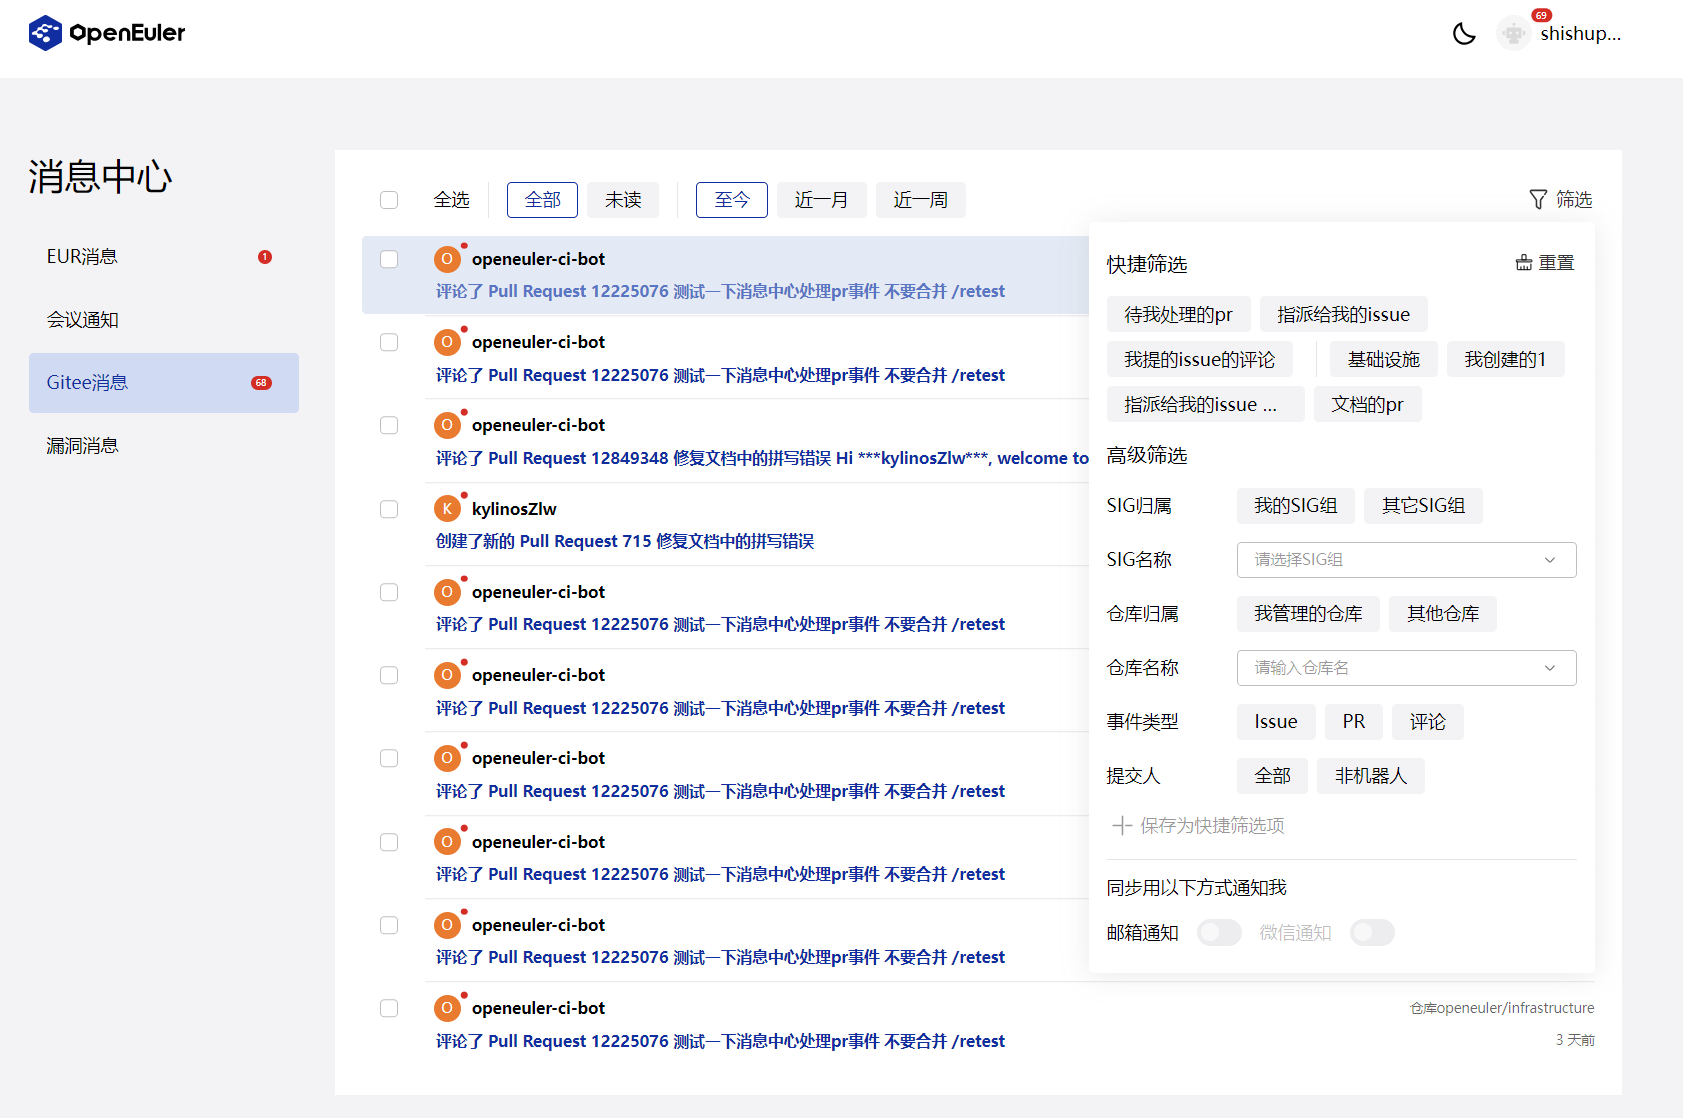 openEuler
69
shishup...
消息中心
EUR消息
1
会议通知
Gitee消息
68
漏洞消息
全选
全部
未读
至今
近一月
近一周
筛选
O
openeuler-ci-bot
评论了 Pull Request 12225076 测试一下消息中心处理pr事件 不要合并 /retest
O
openeuler-ci-bot
评论了 Pull Request 12225076 测试一下消息中心处理pr事件 不要合并 /retest
O
openeuler-ci-bot
评论了 Pull Request 12849348 修复文档中的拼写错误 Hi ***kylinosZlw***, welcome to
K
kylinosZlw
创建了新的 Pull Request 715 修复文档中的拼写错误
O
openeuler-ci-bot
评论了 Pull Request 12225076 测试一下消息中心处理pr事件 不要合并 /retest
O
openeuler-ci-bot
评论了 Pull Request 12225076 测试一下消息中心处理pr事件 不要合并 /retest
O
openeuler-ci-bot
评论了 Pull Request 12225076 测试一下消息中心处理pr事件 不要合并 /retest
O
openeuler-ci-bot
评论了 Pull Request 12225076 测试一下消息中心处理pr事件 不要合并 /retest
O
openeuler-ci-bot
评论了 Pull Request 12225076 测试一下消息中心处理pr事件 不要合并 /retest
O
openeuler-ci-bot
仓库openeuler/infrastructure
评论了 Pull Request 12225076 测试一下消息中心处理pr事件 不要合并 /retest
3 天前
快捷筛选
重置
待我处理的pr
指派给我的issue
我提的issue的评论
基础设施
我创建的1
指派给我的issue ...
文档的pr
高级筛选
SIG归属
我的SIG组
其它SIG组
SIG名称
请选择SIG组
仓库归属
我管理的仓库
其他仓库
仓库名称
请输入仓库名
事件类型
Issue
PR
评论
提交人
全部
非机器人
保存为快捷筛选项
同步用以下方式通知我
邮箱通知
微信通知